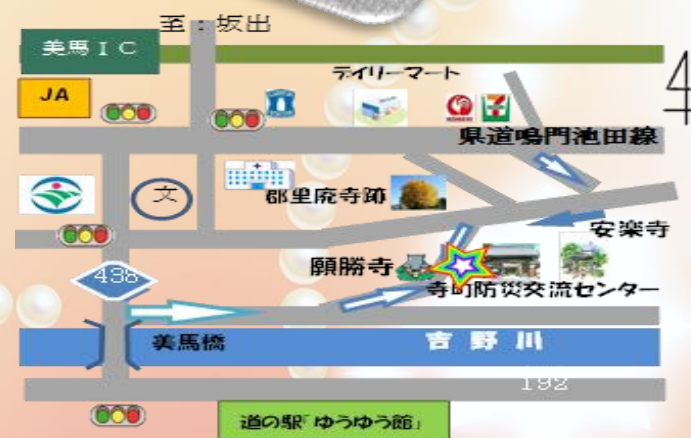 至:坂出
美馬IC
JA
デイリーマート
4
県道鳴門池田線
文
郡里廃寺跡
安楽寺
願勝寺
寺町防災交流センター
438
美馬橋
吉野川
192
道の駅「ゆうゆう館」